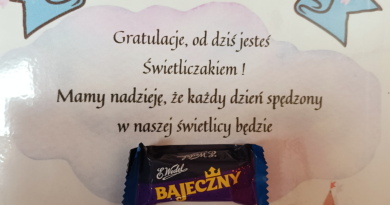 Gratulacje, od dziś jesteś
Świetliczakiem !
Mamy nadzieję, że każdy dzień spędzony
w naszej świetlicy będzie
E. Wedel
BAJECZNY